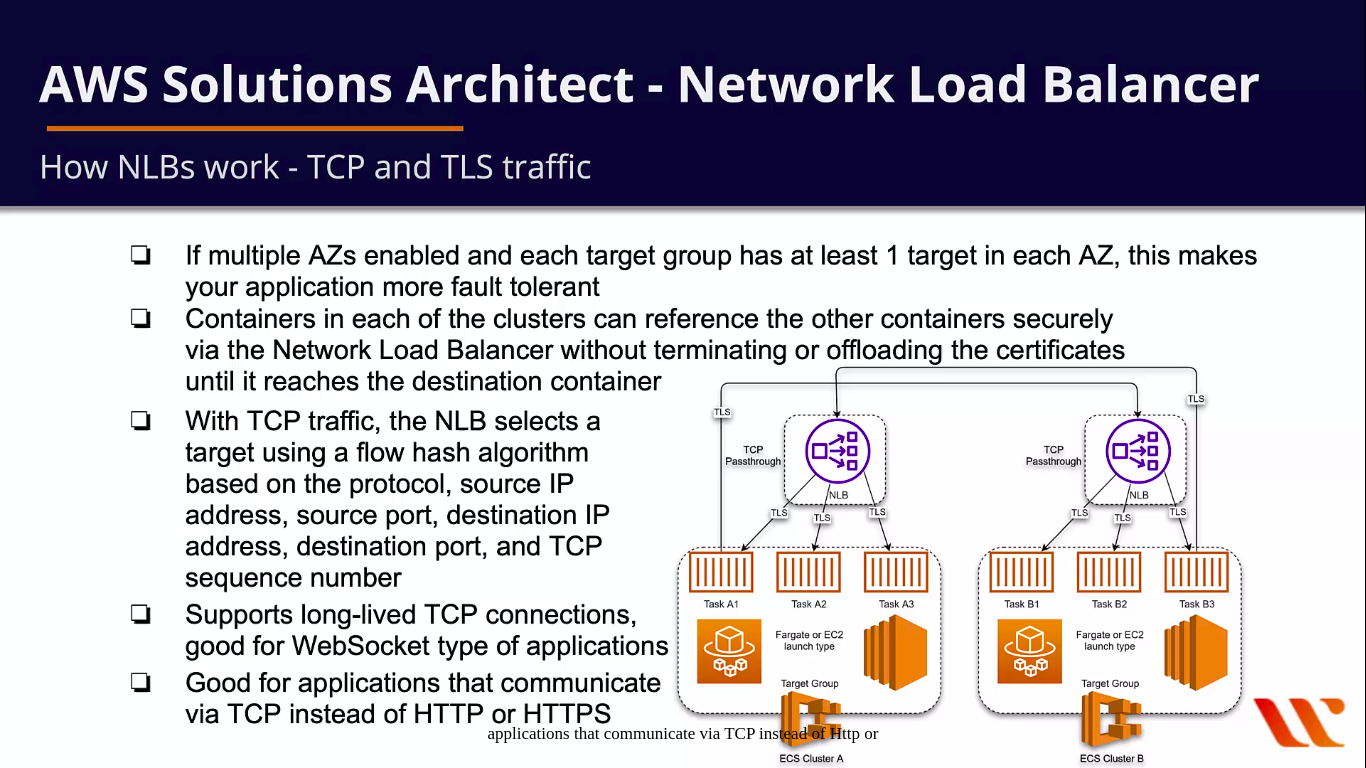 AWS Solutions Architect - Network Load Balancer
How NLBs work - TCP and TLS traffic
❏ If multiple AZs enabled and each target group has at least 1 target in each AZ, this makes
your application more fault tolerant
❏ Containers in each of the clusters can reference the other containers securely
via the Network Load Balancer without terminating or offloading the certificates
until it reaches the destination container
❏ With TCP traffic, the NLB selects a
target using a flow hash algorithm
based on the protocol, source IP
address, source port, destination IP
address, destination port, and TCP
sequence number
❏ Supports long-lived TCP connections,
good for WebSocket type of applications
❏ Good for applications that communicate
via TCP instead of HTTP or HTTPS
TLS
TCP
Passthrough
NLB
TLS
TLS
TLS
Task A1
Task A2
Task A3
Fargate or EC2
launch type
Target Group
ECS Cluster A
TLS
TCP
Passthrough
NLB
TLS
TLS
TLS
Task B1
Task B2
Task B3
Fargate or EC2
launch type
Target Group
ECS Cluster B
applications that communicate via TCP instead of Http or